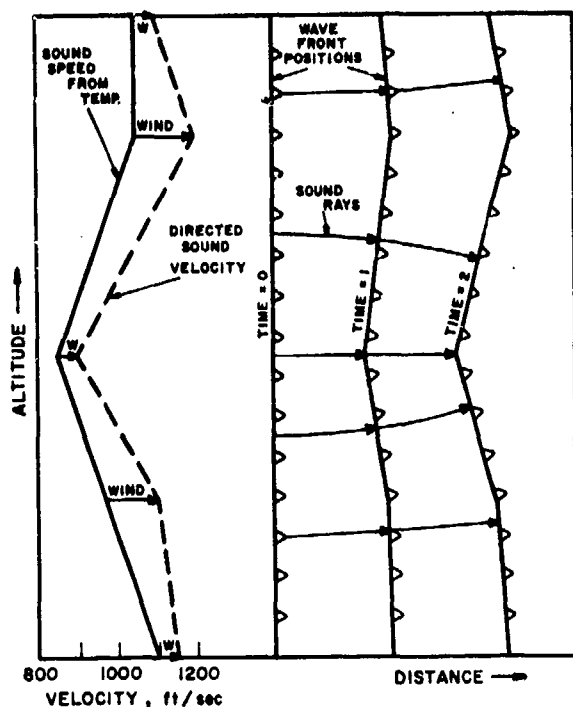 W
SOUND
SPEED
FROM
TEMP.
WIND
DIRECTED
SOUND
VELOCITY
W
WIND
W
ALTITUDE
800 1000 1200
VELOCITY, ft/sec
WAVE
FRONT
POSITIONS
SOUND
RAYS
TIME = 0
TIME = 1
TIME = 2
DISTANCE